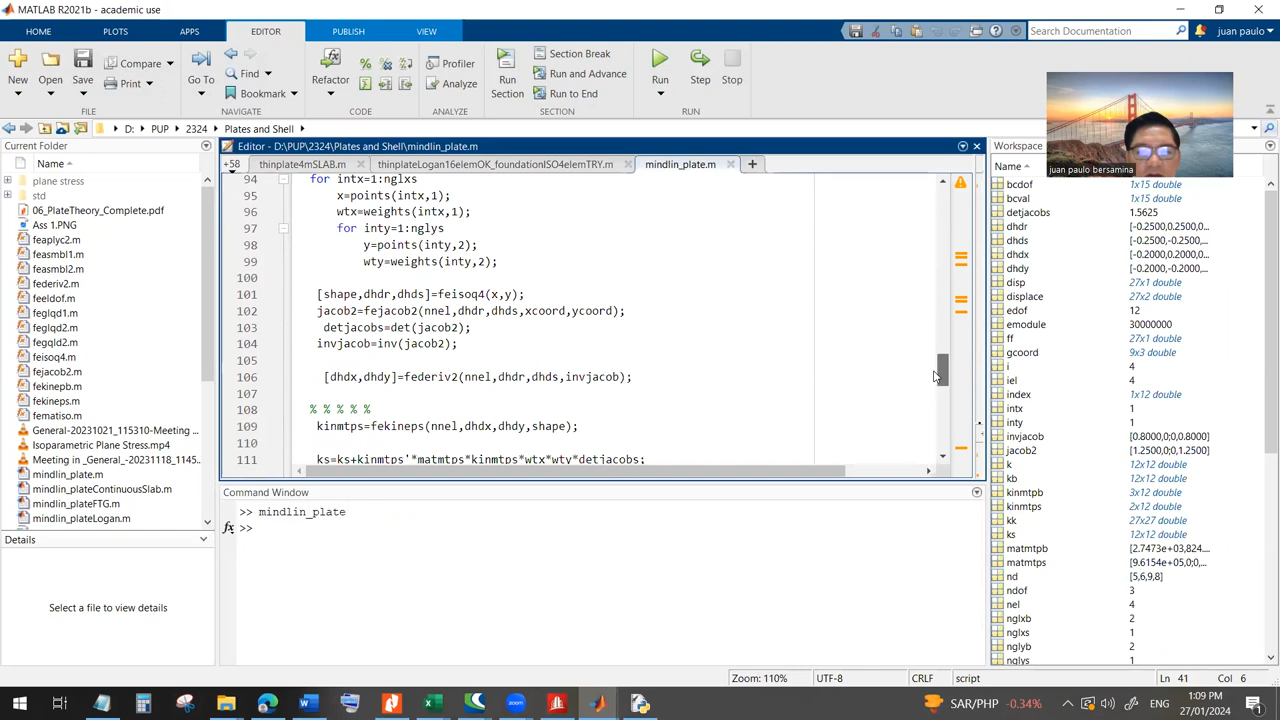 MATLAB R2021b - academic use
HOME PLOTS APPS EDITOR PUBLISH VIEW
Search Documentation
juan paulo
New Open Save
Compare
Print
FILE
Go To
Find
Bookmark
NAVIGATE
Refactor
CODE
Profiler
Analyze
ANALYZE
Run Section
Section Break
Run and Advance
Run to End
SECTION
Run Step Stop
RUN
D: PUP 2324 Plates and Shell
juan paulo bersamina
Current Folder
Name
plane stress
std
06_PlateTheory_Complete.pdf
Ass 1.PNG
feaplyc2.m
feasmbl1.m
feasmbl2.m
federiv2.m
feeldof.m
feglqd1.m
feglqd2.m
fegqld2.m
feisoq4.m
fejacob2.m
fekinepb.m
fekineps.m
fematiso.m
General-20231021_115310-Meeting ...
Isoparametric Plane Stress.mp4
Meeting in _General_-20231118_1145...
mindlin_plate.m
mindlin_plateContinuousSlab.m
mindlin_plateFTG.m
mindlin_plateLogan.m
Details
Select a file to view details
Editor - D:\PUP\2324\Plates and Shell\mindlin_plate.m
+58 thinplate4mSLAB.m thinplateLogan16elemOK_foundationISO4elemTRY.m mindlin_plate.m
94 for intx=1:nglxs
95 x=points(intx,1);
96 wtx=weights(intx,1);
97 for inty=1:nglys
98 y=points(inty,2);
99 wty=weights(inty,2);
100
101 [shape,dhdr,dhds]=feisoq4(x,y);
102 jacob2=fejacob2(nnel,dhdr,dhds,xcoord,ycoord);
103 detjacobs=det(jacob2);
104 invjacob=inv(jacob2);
105
106 [dhdx,dhdy]=federiv2(nnel,dhdr,dhds,invjacob);
107
108 % % % % %
109 kinmtps=fekineps(nnel,dhdx,dhdy,shape);
110
111 ks=ks+kinmtps'*matmtps*kinmtps*wtx*wty*detjacobs;
Command Window
>> mindlin_plate
fx >>
Workspace
Name
bcdof 1x15 double
bcval 1x15 double
detjacobs 1.5625
dhdr [-0.2500,0.2500,0...
dhds [-0.2500,-0.2500,...
dhdx [-0.2000,0.2000,0...
dhdy [-0.2000,-0.2000,...
disp 27x1 double
displace 27x2 double
edof 12
emodule 30000000
ff 27x1 double
gcoord 9x3 double
i 4
iel 4
index 1x12 double
intx 1
inty 1
invjacob [0.8000,0;0,0.8000]
jacob2 [1.2500,0;0,1.2500]
k 12x12 double
kb 12x12 double
kinmtpb 3x12 double
kinmtps 2x12 double
kk 27x27 double
ks 12x12 double
matmtpb [2.7473e+03,824....
matmtps [9.6154e+05,0;0,...
nd [5,6,9,8]
ndof 3
nel 4
nglxb 2
nglxs 1
nglyb 2
nglys 1
Zoom: 110% UTF-8 CRLF script Ln 41 Col 6
SAR/PHP -0.34%
ENG
1:09 PM
27/01/2024